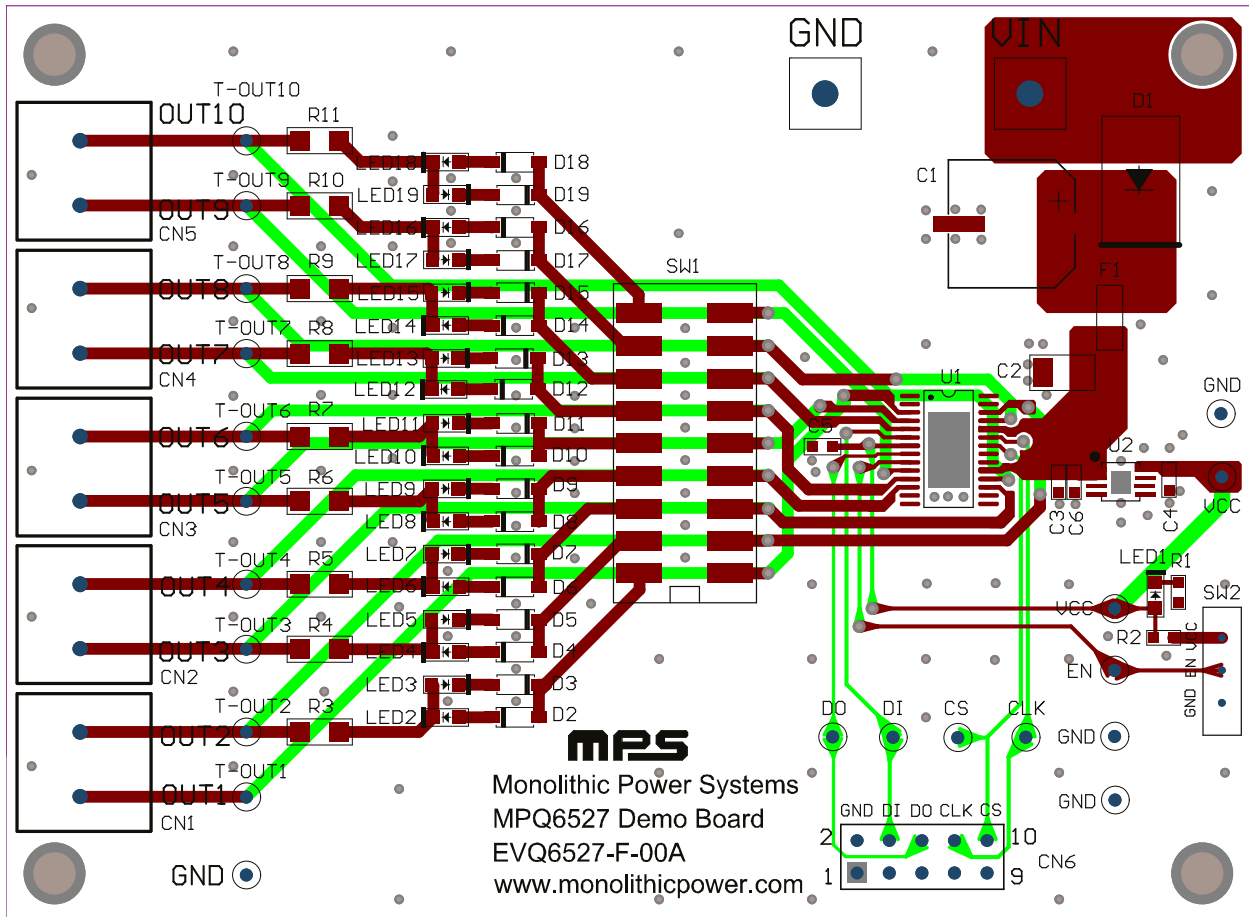 GND
VIN
T-OUT10
OUT10
R11
LED18
D18
D1
T-OUT9
R10
LED19
D19
C1
OUT9
LED16
D16
CN5
LED17
D17
T-OUT8
R9
SW1
F1
OUT8
LED15
D15
T-OUT7
R8
LED14
D14
OUT7
LED13
D13
CN4
LED12
D12
C2
U1
GND
T-OUT6
R7
LED11
D11
OUT6
C5
LED10
D10
U2
T-OUT5
R6
LED9
D9
OUT5
VCC
CN3
LED8
D8
C3
C6
C4
T-OUT4
R5
LED7
D7
LED1
R1
OUT4
LED6
D6
SW2
T-OUT3
R4
LED5
D5
VCC
OUT3
LED4
D4
R2
VCC
CN2
EN
EN
T-OUT2
R3
LED3
D3
GND
OUT2
LED2
D2
DO
DI
CS
CLK
GND
mps
T-OUT1
OUT1
Monolithic Power Systems
GND
CN1
MPQ6527 Demo Board
GND DI DO CLK CS
2
10
EVQ6527-F-00A
CN6
GND
www.monolithicpower.com
1
9